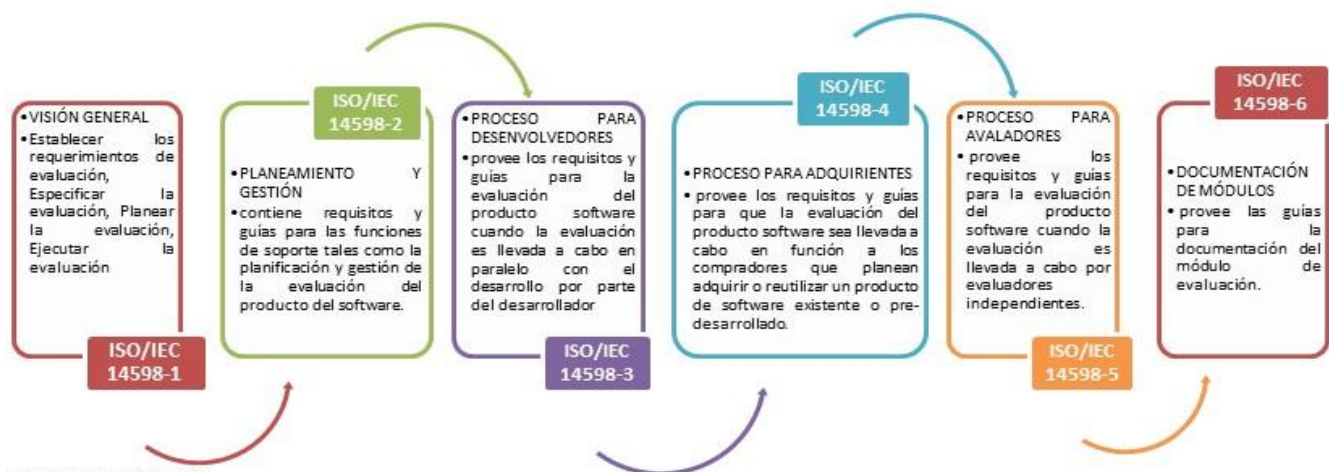 •VISIÓN GENERAL
•Establecer los
requerimientos de
evaluación,
Especificar la
evaluación, Planear
la evaluación,
Ejecutar la
evaluación
ISO/IEC
14598-1
ISO/IEC
14598-2
•PLANEAMIENTO Y
GESTIÓN
•contiene requisitos y
guías para las funciones
de soporte tales como la
planificación y gestión de
la evaluación del
producto del software.
•PROCESO PARA
DESENVOLVEDORES
•provee los requisitos y
guías para la
evaluación del
producto software
cuando la evaluación
es llevada a cabo en
paralelo con el
desarrollo por parte
del desarrollador
ISO/IEC
14598-3
ISO/IEC
14598-4
•PROCESO PARA ADQUIRIENTES
•provee los requisitos y guías
para que la evaluación del
producto software sea llevada a
cabo en función a los
compradores que planean
adquirir o reutilizar un producto
de software existente o pre-
desarrollado.
•PROCESO PARA
AVALADORES
•provee los
requisitos y guías
para la evaluación
del producto
software cuando la
evaluación es
llevada a cabo por
evaluadores
independientes.
ISO/IEC
14598-5
ISO/IEC
14598-6
•DOCUMENTACIÓN
DE MÓDULOS
•provee las guías
para la
documentación del
módulo de
evaluación.